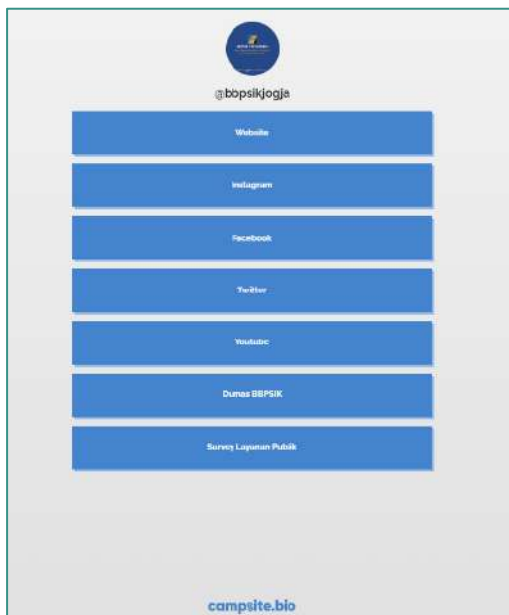 @bbpsikjogja
Website
Instagram
Facebook
Twitter
Youtube
Dumas BBPSIK
Survey Layanan Publik
campsite.bio